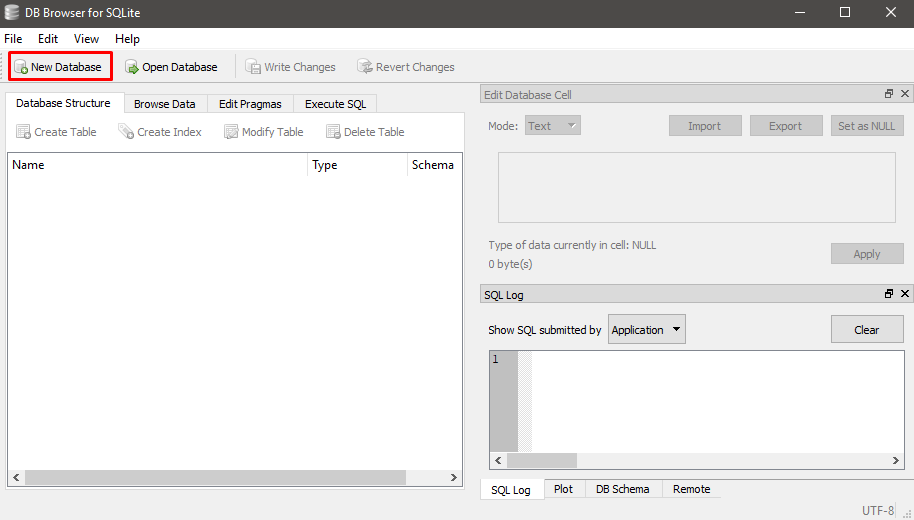 DB Browser for SQLite
File Edit View Help
New Database Open Database Write Changes Revert Changes
Database Structure Browse Data Edit Pragmas Execute SQL
Create Table Create Index Modify Table Delete Table
Name Type Schema
Edit Database Cell
Mode: Text Import Export Set as NULL
Type of data currently in cell: NULL
0 byte(s)
Apply
SQL Log
Show SQL submitted by Application Clear
1
SQL Log Plot DB Schema Remote
UTF-8